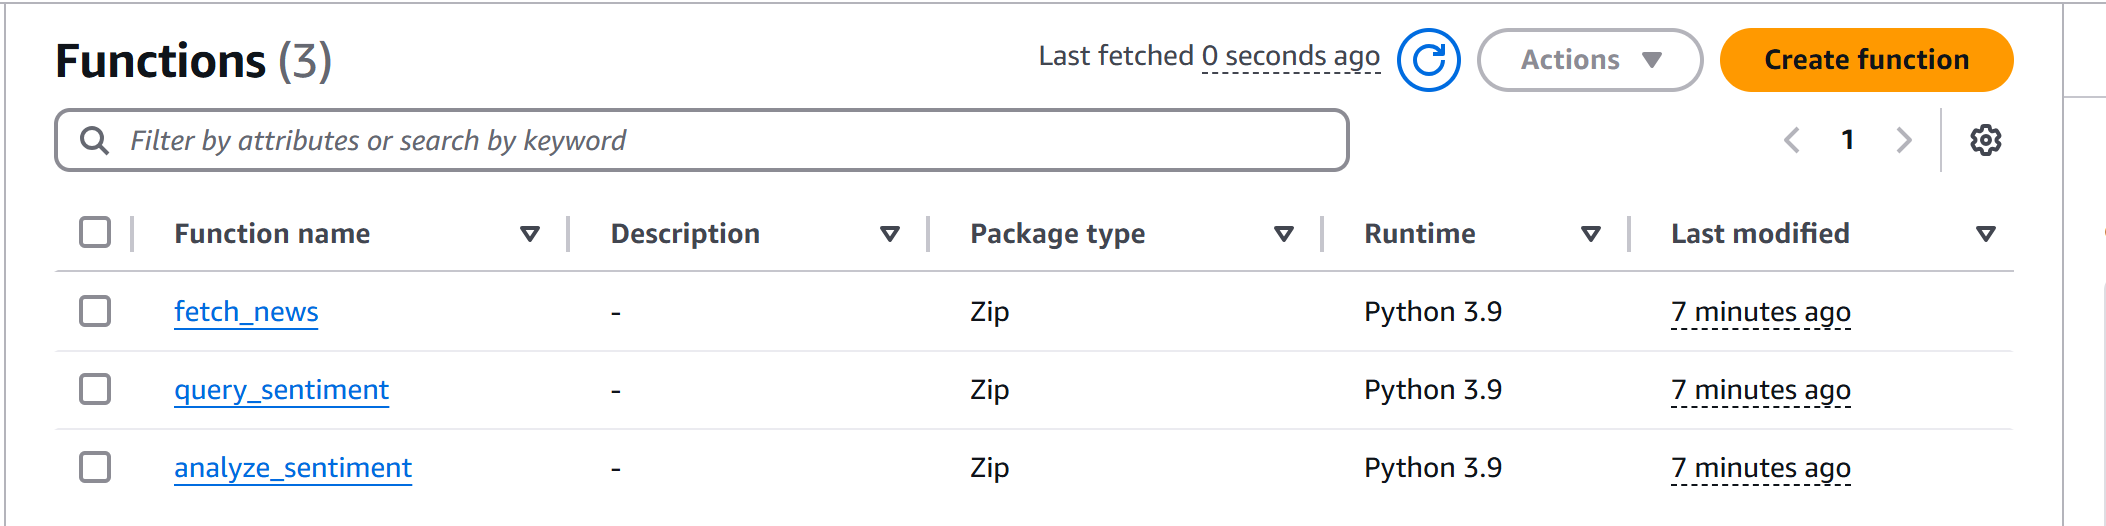 Functions (3)
Last fetched 0 seconds ago
Actions
Create function
Filter by attributes or search by keyword
1
Function name Description Package type Runtime Last modified
fetch_news - Zip Python 3.9 7 minutes ago
query_sentiment - Zip Python 3.9 7 minutes ago
analyze_sentiment - Zip Python 3.9 7 minutes ago